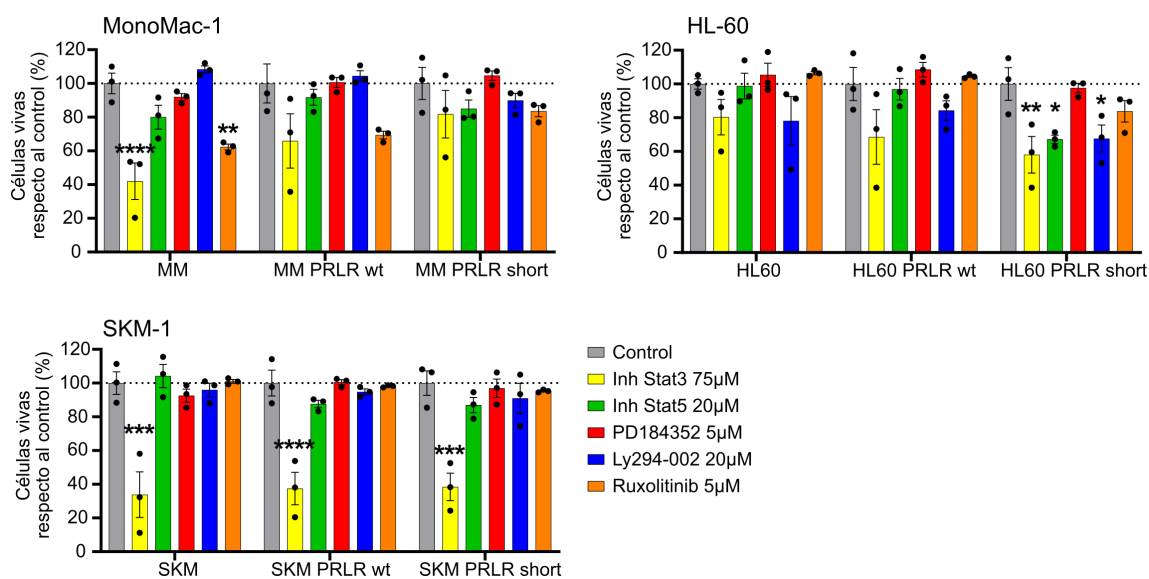 MonoMac-1
Células vivas
respecto al control (%)
120
100
80
60
40
20
0
****
**
MM
MM PRLR wt
MM PRLR short
HL-60
Células vivas
respecto al control (%)
120
100
80
60
40
20
0
**
*
*
HL60
HL60 PRLR wt
HL60 PRLR short
SKM-1
Células vivas
respecto al control (%)
120
100
80
60
40
20
0
***
****
***
SKM
SKM PRLR wt
SKM PRLR short
Control
Inh Stat3 75µM
Inh Stat5 20µM
PD184352 5µM
Ly294-002 20µM
Ruxolitinib 5µM